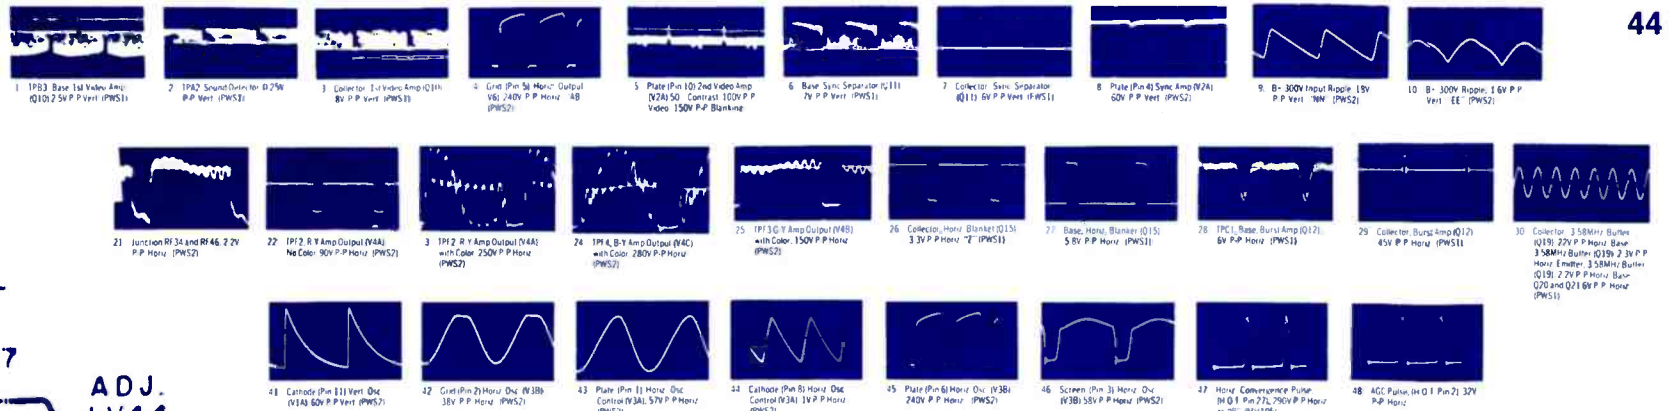 44
1 TPB3 Base 1st Video Amp
(Q10) 2 5V P P Vert (PWS1)
2 TPA2 Sound Detector 0 25V
P-P Vert (PWS1)
3 Collector 1st Video Amp (Q10)
8V P P Vert (PWS1)
4 Grid (Pin 5) Horiz Output
V6) 240V P P Horiz AB
(PWS2)
5 Plate (Pin 10) 2nd Video Amp
(V2A) 50 Contrast 100V P P
Video 150V P-P Blanking
6 Base Sync Separator (Q11)
7V P P Vert (PWS1)
7 Collector Sync Separator
(Q11) 6V P P Vert (PWS1)
8 Plate (Pin 4) Sync Amp (V2A)
60V P P Vert (PWS2)
9. B+ 300V Input Ripple 18V
P P Vert "NN" (PWS2)
10 B+ 300V Ripple, 1 6V P P
Vert "EE" (PWS2)
21 Junction RF34 and RF46, 2 2V
P-P Horiz (PWS2)
22 TPF2, R Y Amp Output (V4A)
No Color 90V P-P Horiz (PWS2)
3 TPF2 R Y Amp Output (V4A)
with Color 250V P P Horiz
(PWS2)
24 TPF4, B-Y Amp Output (V4C)
with Color 280V P-P Horiz
(PWS2)
25 TPF3 G Y Amp Output (V4B)
with Color, 150V P P Horiz
(PWS2)
26 Collector, Horiz Blanker (Q15)
3 3V P P Horiz "Z" (PWS1)
27 Base, Horiz Blanker (Q15)
5 8V P P Horiz (PWS1)
28 TPC1, Base, Burst Amp (Q12)
6V P-P Horiz (PWS1)
29 Collector, Burst Amp (Q12)
45V P P Horiz (PWS1)
30 Collector 3 58MHz Buffer
(Q19) 22V P P Horiz Base
3 58MHz Buffer (Q19) 2 3V P P
Horiz Emitter, 3 58MHz Buffer
(Q19) 2 2V P P Horiz Base
Q20 and Q21 6V P P Horiz
(PWS1)
41 Cathode (Pin 11) Vert Osc
(V1A) 60V P P Vert (PWS2)
42 Grid (Pin 2) Horiz Osc (V3B)
38V P P Horiz (PWS2)
43 Plate (Pin 1) Horiz Osc
Control (V3A), 57V P P Horiz
(PWS2)
44 Cathode (Pin 8) Horiz Osc
Control (V3A) 1V P P Horiz
(PWS2)
45 Plate (Pin 6) Horiz Osc (V3B)
240V P P Horiz (PWS2)
46 Screen (Pin 3) Horiz Osc
(V3B) 58V P P Horiz (PWS2)
47 Horiz Convergence Pulse
(H O T Pin 27), 290V P P Horiz
48 AGC Pulse, (H O T Pin 2) 32V
P-P Horiz
7
ADJ.